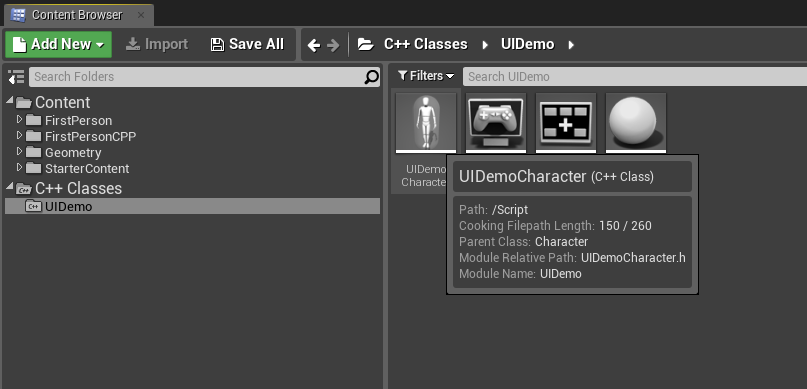 Content Browser
Add New Import Save All C++ Classes UIDemo
Search Folders
Filters Search UIDemo
Content
FirstPerson
FirstPersonCPP
Geometry
StarterContent
C++ Classes
UIDemo
UIDemo
Characte
UIDemoCharacter (C++ Class)
Path: /Script
Cooking Filepath Length: 150 / 260
Parent Class: Character
Module Relative Path: UIDemoCharacter.h
Module Name: UIDemo